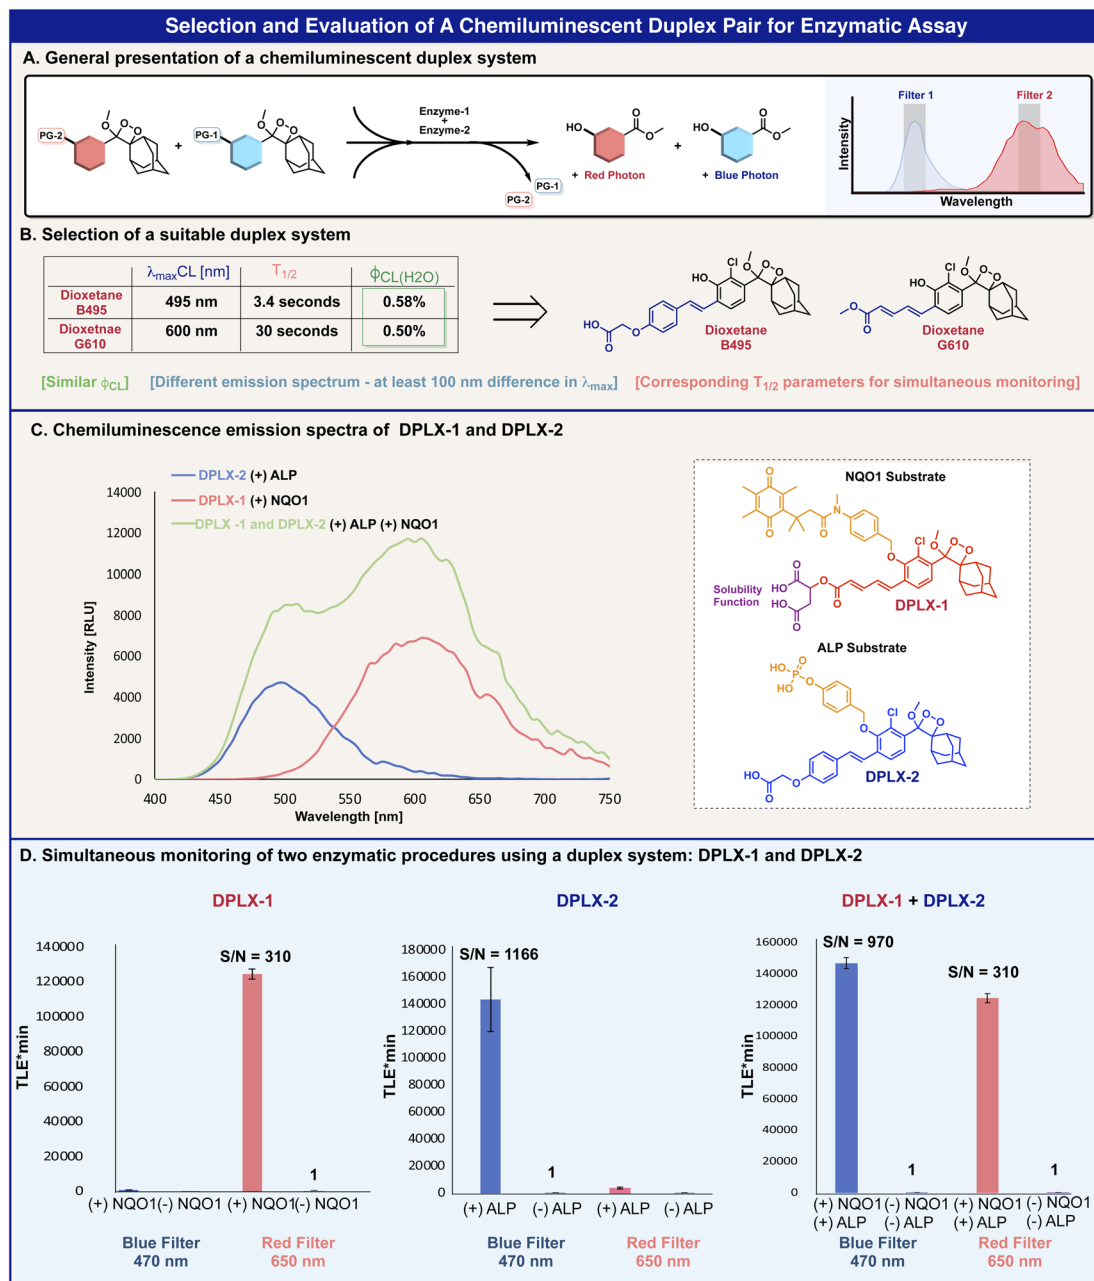 Selection and Evaluation of A Chemiluminescent Duplex Pair for Enzymatic Assay
A. General presentation of a chemiluminescent duplex system
PG-2
O
O
O
+
PG-1
O
O
O
Enzyme-1
+
Enzyme-2
PG-1
PG-2
HO
O
O
+ Red Photon
+
HO
O
O
+ Blue Photon
Filter 1
Filter 2
Intensity
Wavelength
B. Selection of a suitable duplex system
λmaxCL [nm] T1/2 ϕCL(H2O)
Dioxetane B495 495 nm 3.4 seconds 0.58%
Dioxetnae G610 600 nm 30 seconds 0.50%
HO
O
O
HO
Cl
O
O
O
Dioxetane
B495
O
O
HO
Cl
O
O
O
Dioxetane
G610
[Similar ϕCL] [Different emission spectrum - at least 100 nm difference in λmax] [Corresponding T1/2 parameters for simultaneous monitoring]
C. Chemiluminescence emission spectra of DPLX-1 and DPLX-2
DPLX-2 (+) ALP
DPLX-1 (+) NQO1
DPLX -1 and DPLX-2 (+) ALP (+) NQO1
Intensity [RLU]
14000
12000
10000
8000
6000
4000
2000
0
400 450 500 550 600 650 700 750
Wavelength [nm]
NQO1 Substrate
O
O
O
N
O
Cl
O
O
O
Solubility
Function
HO
O
O
O
HO
O
DPLX-1
ALP Substrate
HO
O
P
HO
O
O
Cl
O
O
O
HO
O
O
DPLX-2
D. Simultaneous monitoring of two enzymatic procedures using a duplex system: DPLX-1 and DPLX-2
DPLX-1
TLE*min
140000
120000
100000
80000
60000
40000
20000
0
S/N = 310
1
(+) NQO1 (-) NQO1 (+) NQO1 (-) NQO1
Blue Filter
470 nm
Red Filter
650 nm
DPLX-2
TLE*min
180000
160000
140000
120000
100000
80000
60000
40000
20000
0
S/N = 1166
1
(+) ALP (-) ALP (+) ALP (-) ALP
Blue Filter
470 nm
Red Filter
650 nm
DPLX-1 + DPLX-2
TLE*min
160000
140000
120000
100000
80000
60000
40000
20000
0
S/N = 970
S/N = 310
1
1
(+) NQO1 (-) NQO1 (+) NQO1 (-) NQO1
(+) ALP (-) ALP (+) ALP (-) ALP
Blue Filter
470 nm
Red Filter
650 nm